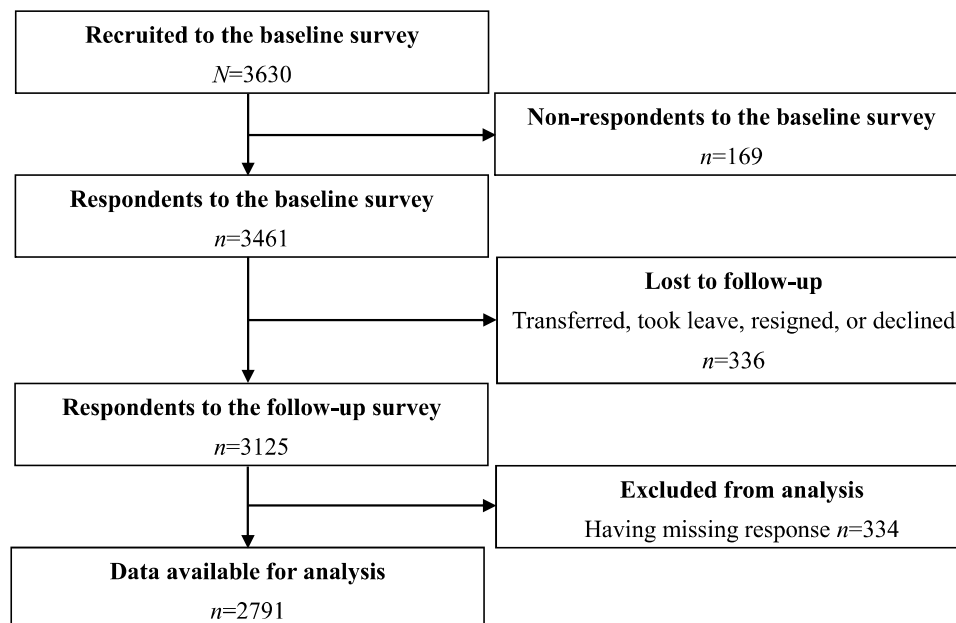 Recruited to the baseline survey
N=3630
Non-respondents to the baseline survey
n=169
Respondents to the baseline survey
n=3461
Lost to follow-up
Transferred, took leave, resigned, or declined
n=336
Respondents to the follow-up survey
n=3125
Excluded from analysis
Having missing response n=334
Data available for analysis
n=2791